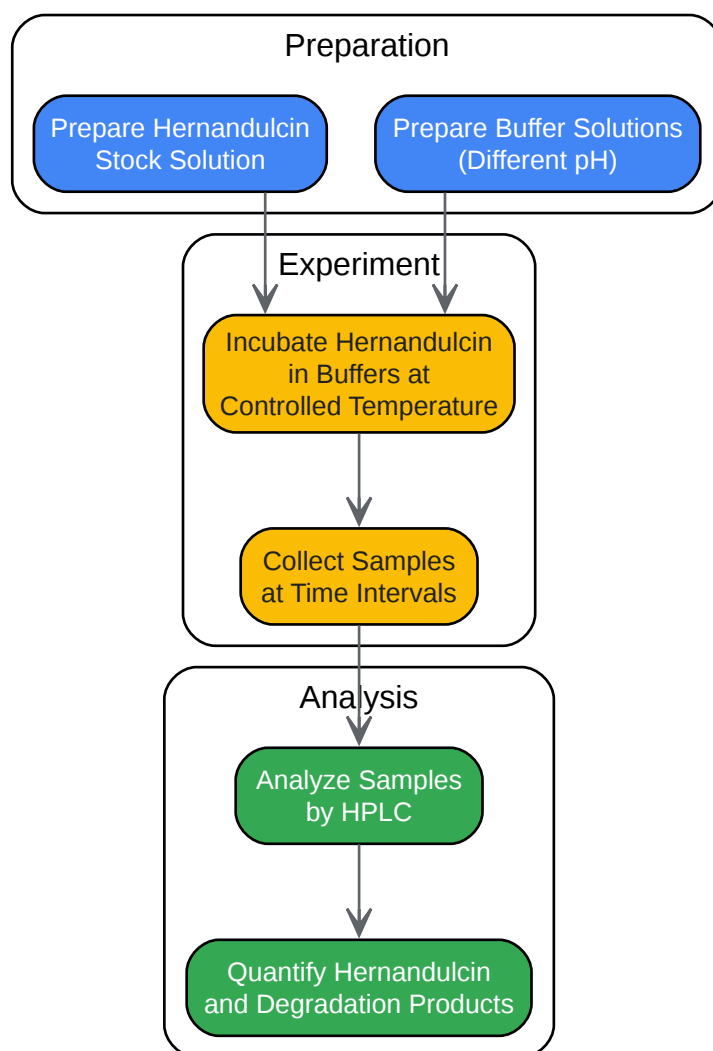 Preparation
Prepare Hernandulcin
Stock Solution
Prepare Buffer Solutions
(Different pH)
Experiment
Incubate Hernandulcin
in Buffers at
Controlled Temperature
Collect Samples
at Time Intervals
Analysis
Analyze Samples
by HPLC
Quantify Hernandulcin
and Degradation Products